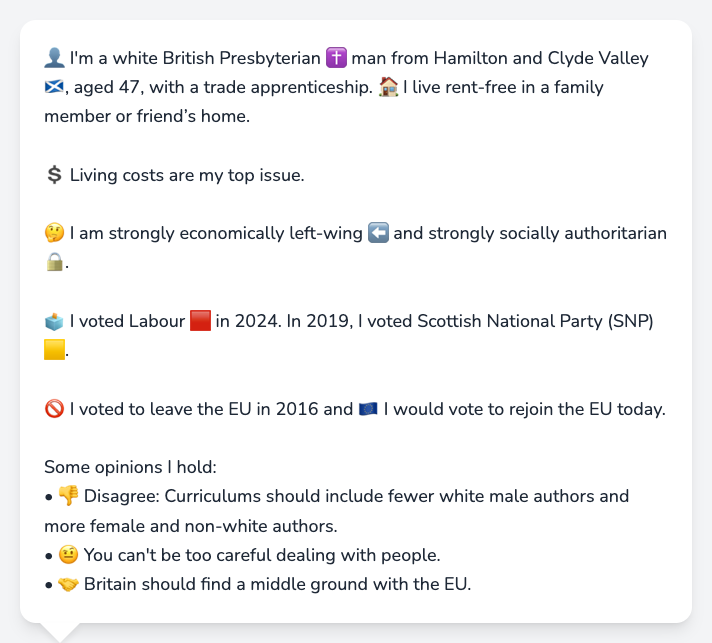 👤 I'm a white British Presbyterian ✝️ man from Hamilton and Clyde Valley
🏴󠁧󠁢󠁳󠁣󠁴󠁿, aged 47, with a trade apprenticeship. 🏠 I live rent-free in a family
member or friend’s home.
💲 Living costs are my top issue.
🤔 I am strongly economically left-wing ⬅️ and strongly socially authoritarian
🔒.
🗳️ I voted Labour 🟥 in 2024. In 2019, I voted Scottish National Party (SNP)
🟨.
🚫 I voted to leave the EU in 2016 and 🇪🇺 I would vote to rejoin the EU today.
Some opinions I hold:
• 👎 Disagree: Curriculums should include fewer white male authors and
more female and non-white authors.
• 🤨 You can't be too careful dealing with people.
• 🤝 Britain should find a middle ground with the EU.